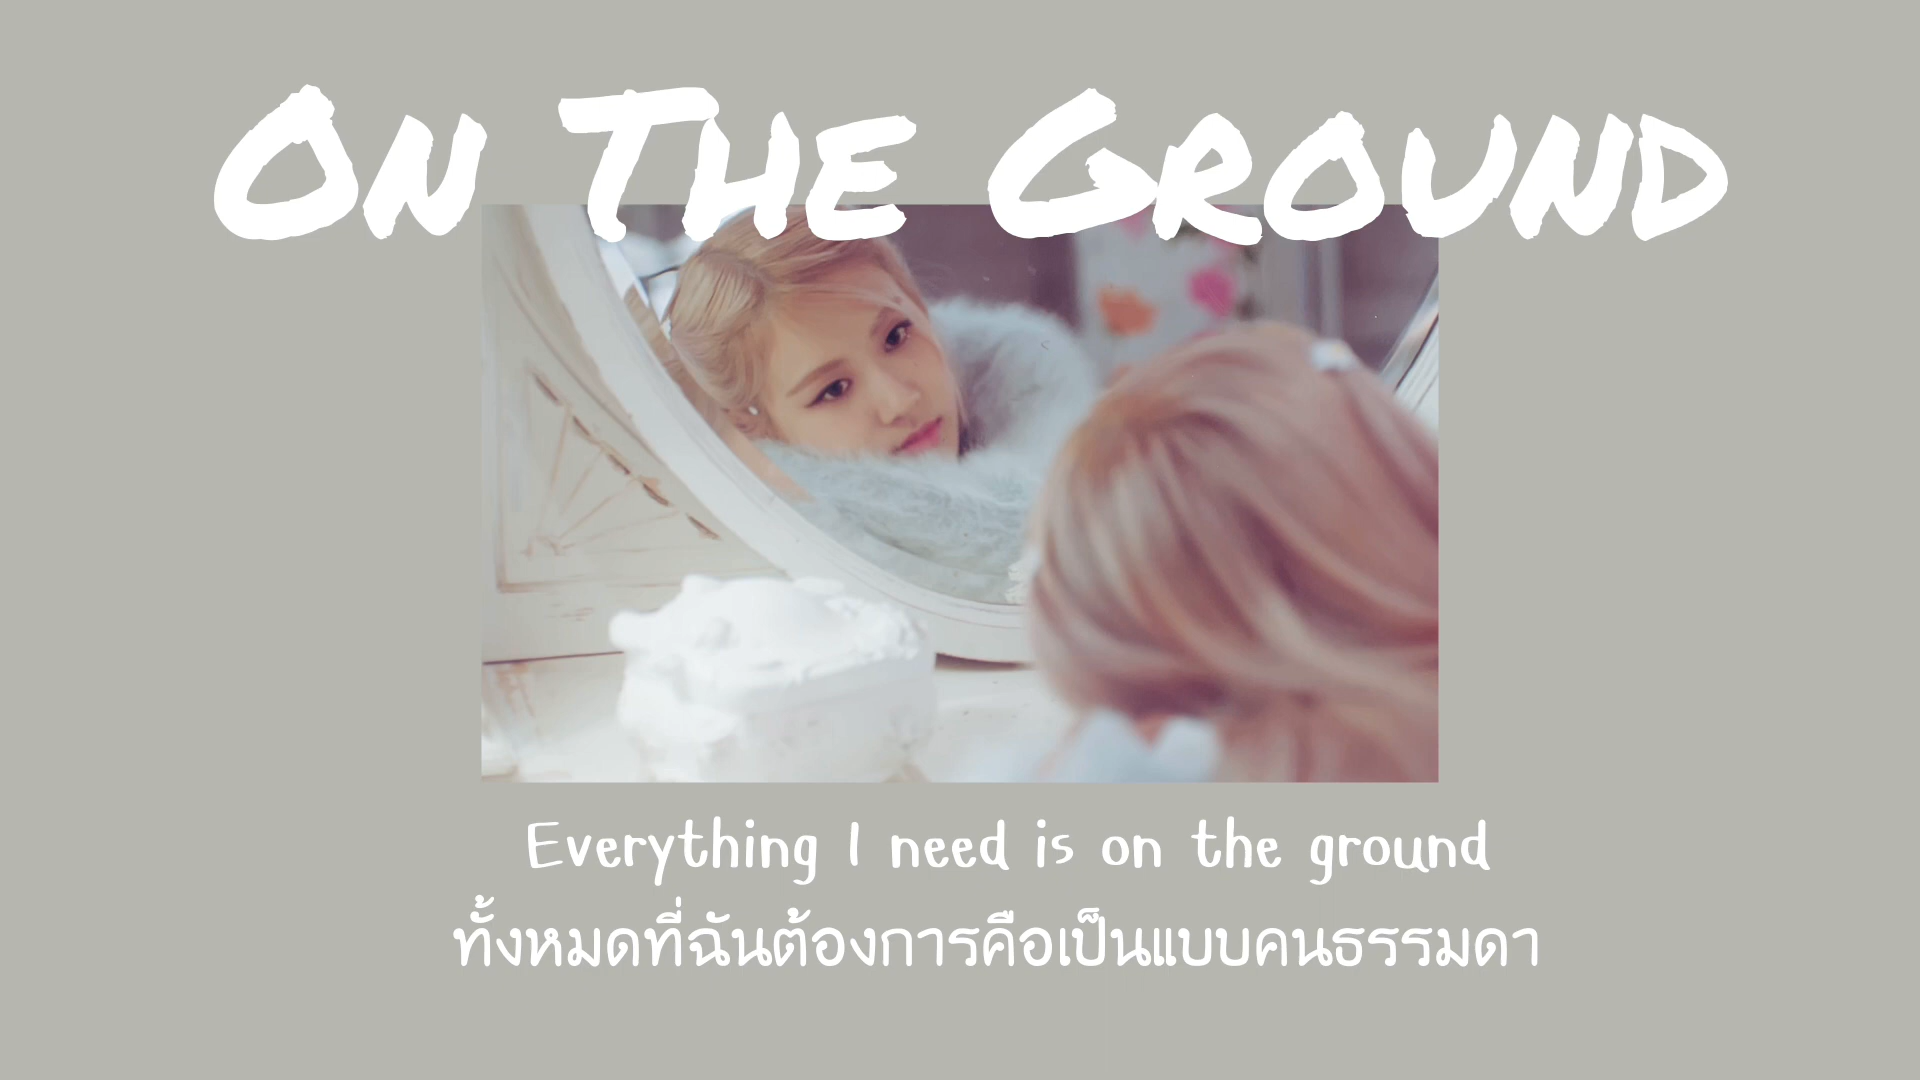 On The Ground
Everything I need is on the ground
ทั้งหมดที่ฉันต้องการคือเป็นแบบคนธรรมดา